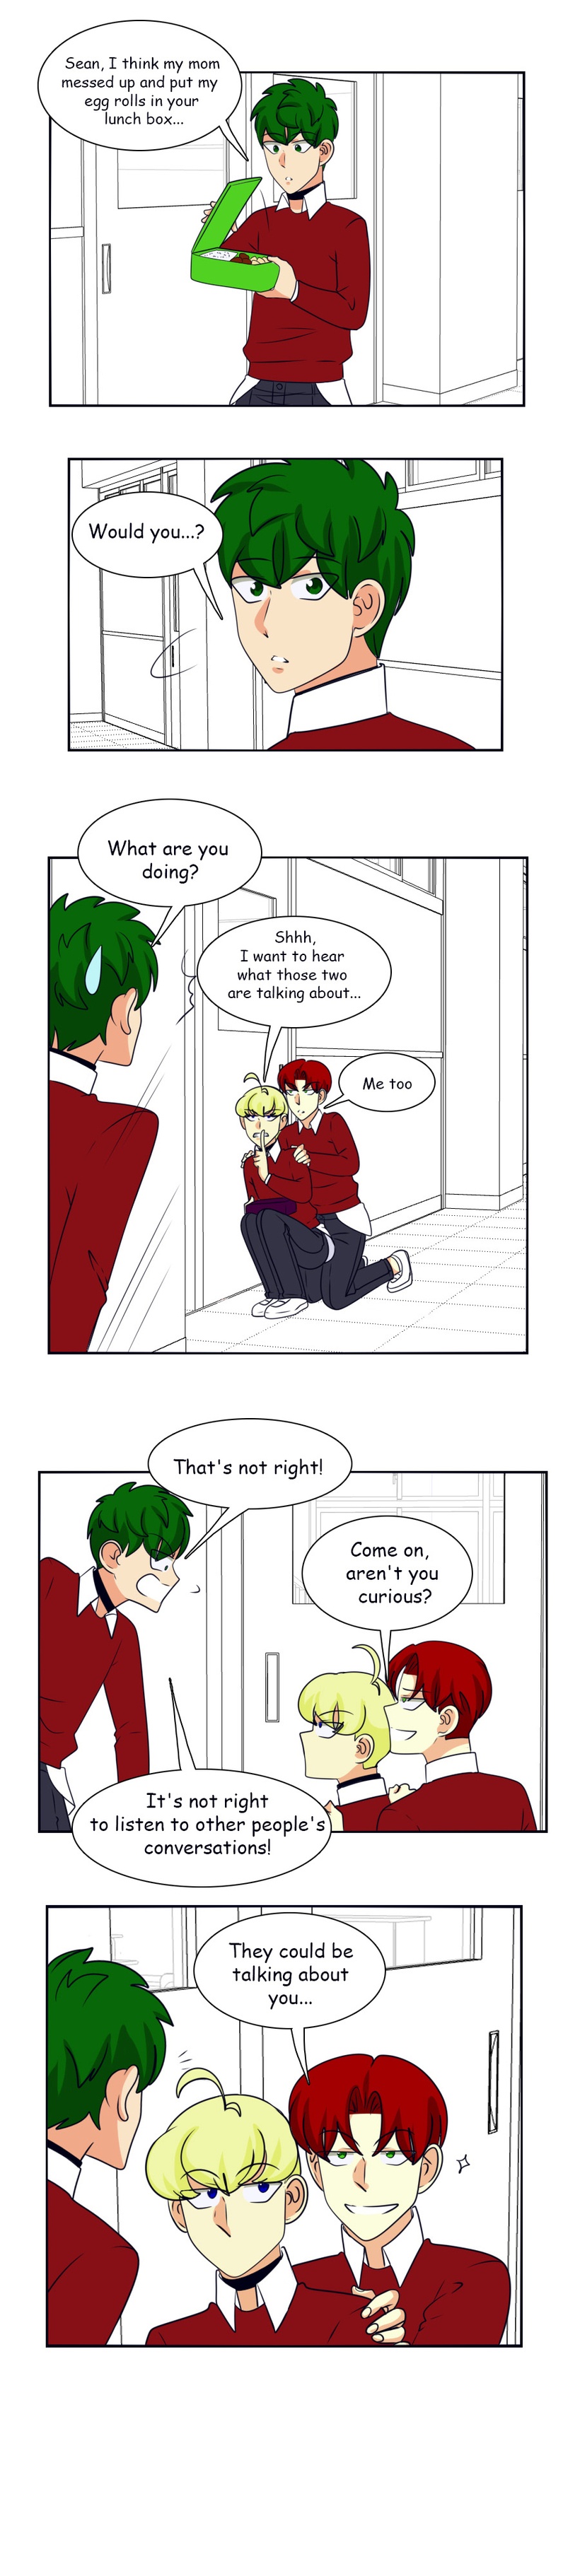 Sean, I think my mom
messed up and put my
egg rolls in your
lunch box...
Would you...?
What are you
doing?
Shhh,
I want to hear
what those two
are talking about...
Me too
That's not right!
Come on,
aren't you
curious?
It's not right
to listen to other people's
conversations!
They could be
talking about
you...